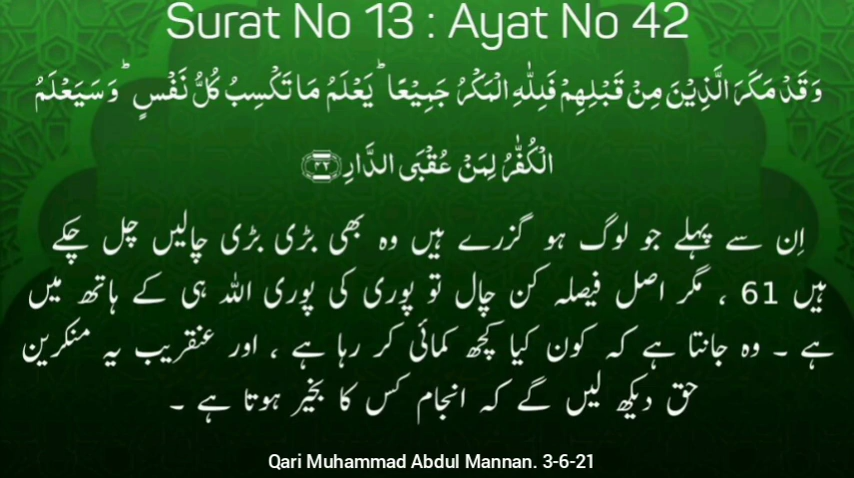 Surat No 13 : Ayat No 42
وَ قَدۡ مَکَرَ الَّذِیۡنَ مِنۡ قَبۡلِہِمۡ فَلِلّٰہِ الۡمَکۡرُ جَمِیۡعًا ؕ یَعۡلَمُ مَا تَکۡسِبُ کُلُّ نَفۡسٍ ؕ وَ سَیَعۡلَمُ
الۡکُفّٰرُ لِمَنۡ عُقۡبَی الدَّارِ ﴿۴۲﴾
اِن سے پہلے جو لوگ ہو گزرے ہیں وہ بھی بڑی بڑی چالیں چل چکے
ہیں 61 ، مگر اصل فیصلہ کن چال تو پوری کی پوری اللہ ہی کے ہاتھ میں
ہے ۔ وہ جانتا ہے کہ کون کیا کچھ کمائی کر رہا ہے ، اور عنقریب یہ منکرین
حق دیکھ لیں گے کہ انجام کس کا بخیر ہوتا ہے ۔
Qari Muhammad Abdul Mannan. 3-6-21